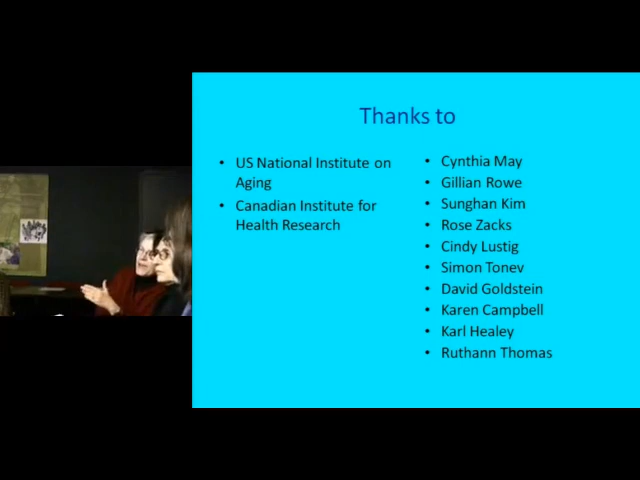 Thanks to
• US National Institute on
Aging
• Canadian Institute for
Health Research
• Cynthia May
• Gillian Rowe
• Sunghan Kim
• Rose Zacks
• Cindy Lustig
• Simon Tonev
• David Goldstein
• Karen Campbell
• Karl Healey
• Ruthann Thomas